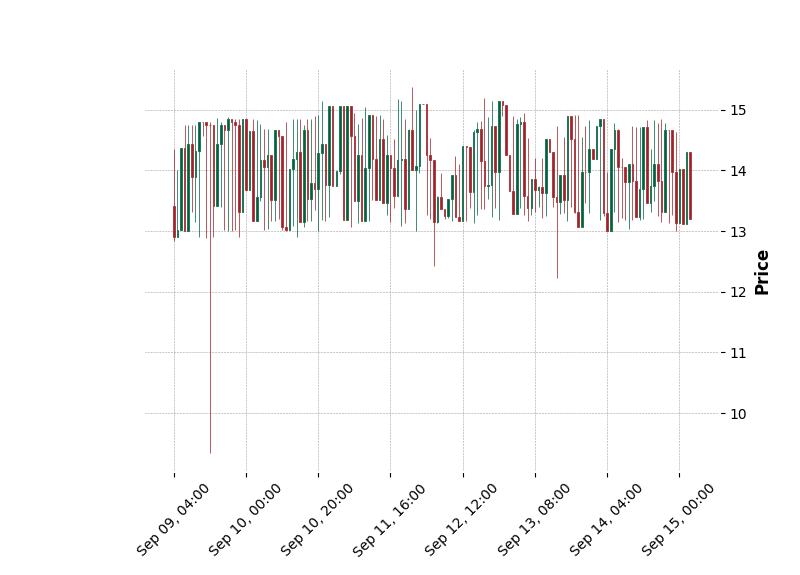 15
14
13
12
11
10
Price
Sep 09, 04:00
Sep 10, 00:00
Sep 10, 20:00
Sep 11, 16:00
Sep 12, 12:00
Sep 13, 08:00
Sep 14, 04:00
Sep 15, 00:00